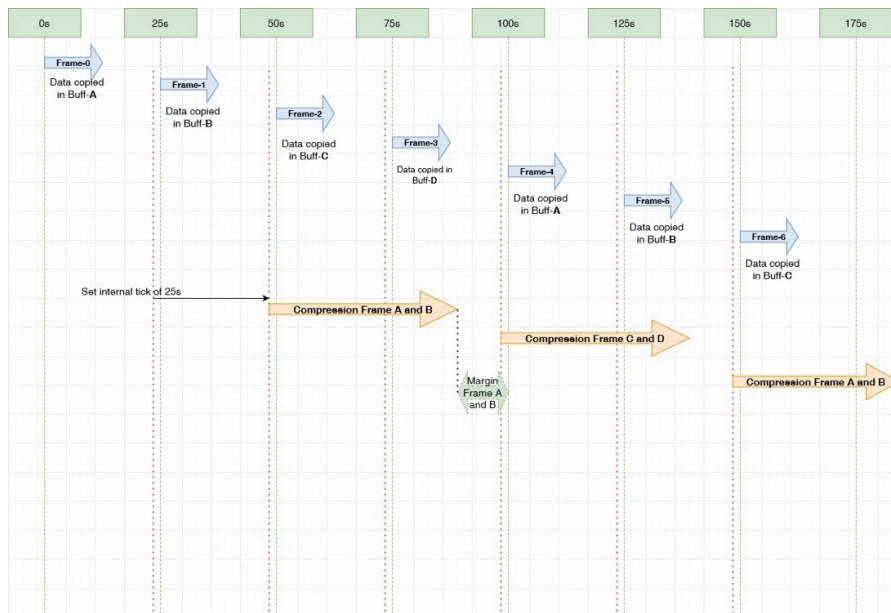 0s
25s
50s
75s
100s
125s
150s
175s
Frame-0
Data copied
in Buff-A
Frame-1
Data copied
in Buff-B
Frame-2
Data copied
in Buff-C
Frame-3
Data copied in
Buff-D
Frame-4
Data copied
in Buff-A
Frame-5
Data copied
in Buff-B
Frame-6
Data copied
in Buff-C
Set internal tick of 25s
Compression Frame A and B
Compression Frame C and D
Margin
Frame A
and B
Compression Frame A and B